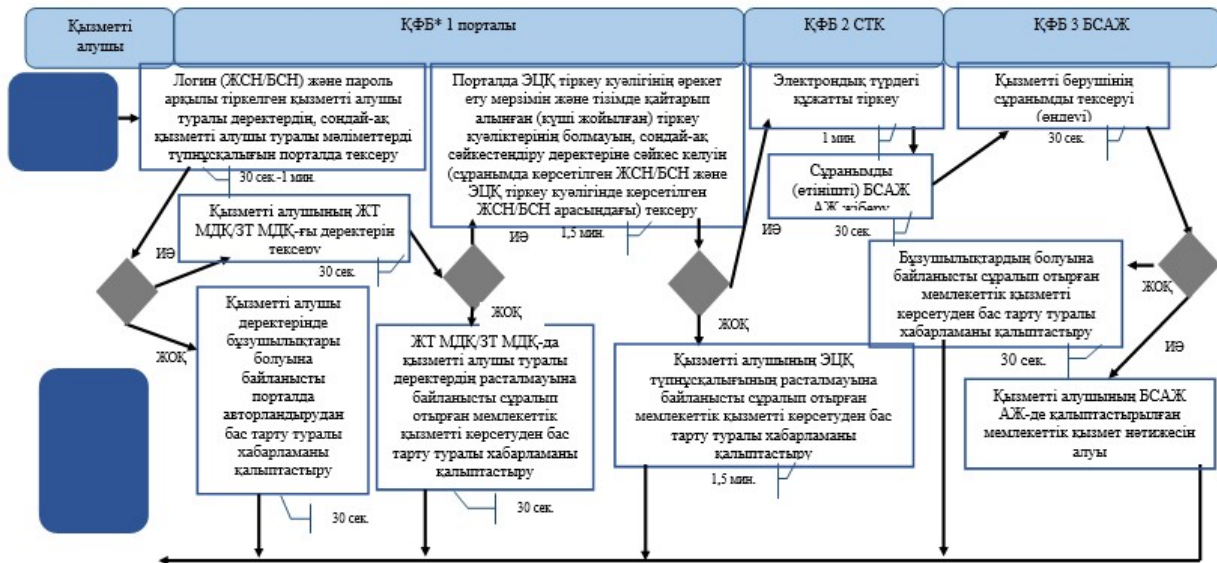 Қызметті
алушы
ҚФБ* 1 порталы
ҚФБ 2 СТК
ҚФБ 3 БСАЖ
Логин (ЖСН/БСН) және пароль
арқылы тіркелген қызметті алушы
туралы деректердің, сондай-ақ
қызметті алушы туралы мәліметтерді
түпнұсқалығын порталда тексеру
30 сек.-1 мин.
Порталда ЭЦҚ тіркеу куәлігінің әрекет
ету мерзімін және тізімде қайтарып
алынған (күші жойылған) тіркеу
куәліктерінің болмауын, сондай-ақ
сәйкестендіру деректеріне сәйкес келуін
(сұранымда көрсетілген ЖСН/БСН және
ЭЦҚ тіркеу куәлігінде көрсетілген
ЖСН/БСН арасындағы) тексеру
1,5 мин.
Электрондық түрдегі
құжатты тіркеу
1 мин.
Қызметті берушінің
сұранымды тексеруі
(өңдеуі)
30 сек.
Сұранымды
(өтінішті) БСАЖ
АЖ жіберу
30 сек.
Қызметті алушының ЖТ
МДҚ/ЗТ МДҚ-ғы деректерін
тексеру
30 сек.
ИӘ
ИӘ
ИӘ
Бұзушылықтардың болуына
байланысты сұралып отырған
мемлекеттік қызметті
көрсетуден бас тарту туралы
хабарламаны қалыптастыру
30 сек.
ЖОҚ
ИӘ
ЖОҚ
Қызметті алушы
деректерінде
бұзушылықтары
болуына
байланысты
порталда
авторландырудан
бас тарту туралы
хабарламаны
қалыптастыру
30 сек.
ЖОҚ
ЖТ МДҚ/ЗТ МДҚ-да
қызметті алушы туралы
деректердің расталмауына
байланысты сұралып
отырған мемлекеттік
қызметті көрсетуден бас
тарту туралы хабарламаны
қалыптастыру
30 сек.
ЖОҚ
Қызметті алушының ЭЦҚ
түпнұсқалығының расталмауына
байланысты сұралып отырған
мемлекеттік қызметті көрсетуден бас
тарту туралы хабарламаны
қалыптастыру
1,5 мин.
Қызметті алушының БСАЖ
АЖ-де қалыптастырылған
мемлекеттік қызмет нәтижесін
алуы